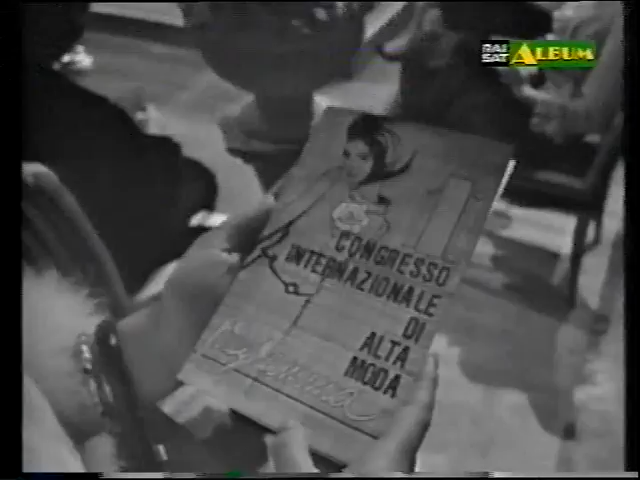 RAI
SAT
ALBUM
CONGRESSO
INTERNAZIONALE
DI
ALTA
MODA